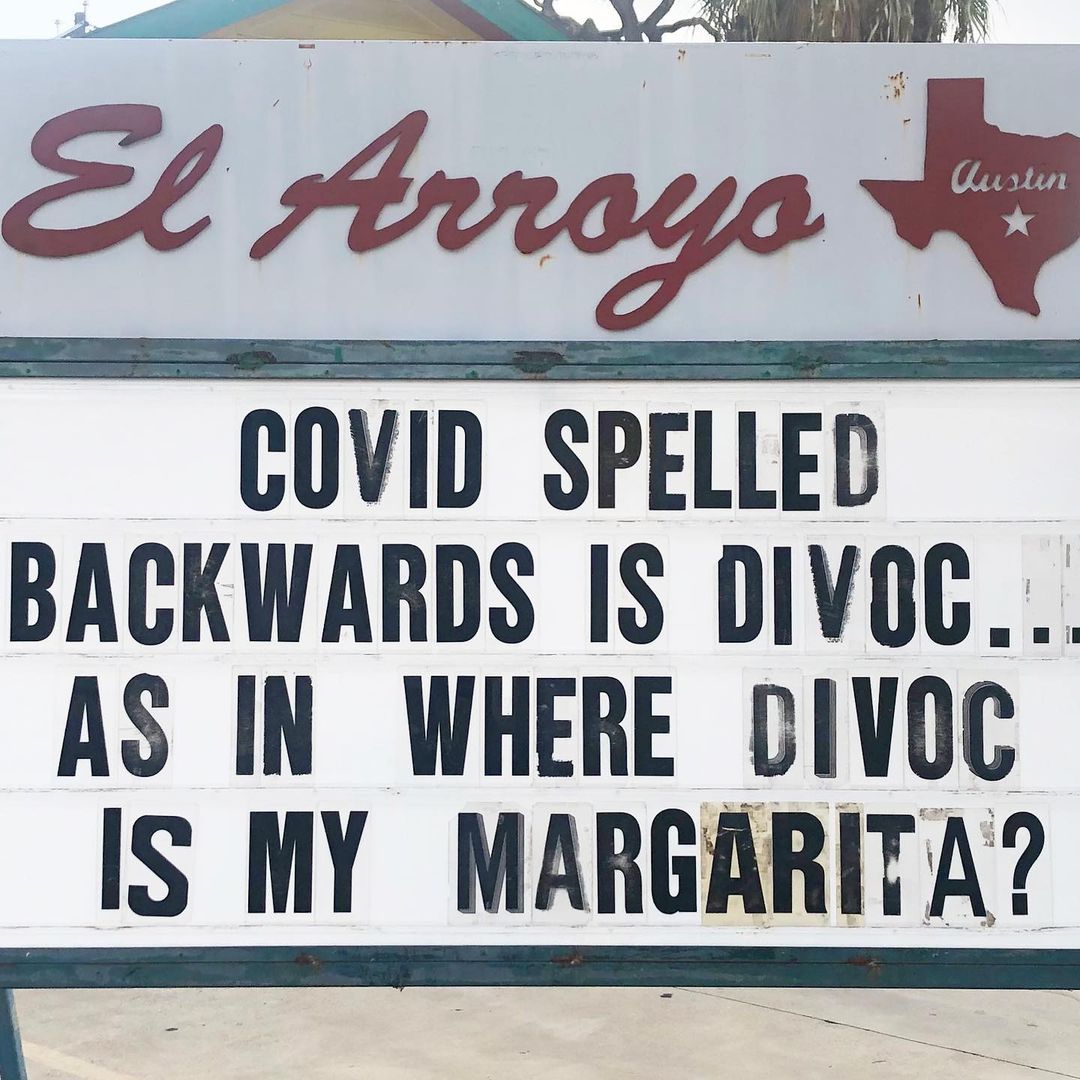 El Arroyo
Austin
COVID SPELLED
BACKWARDS IS DIVOC...
AS IN WHERE DIVOC
IS MY MARGARITA?